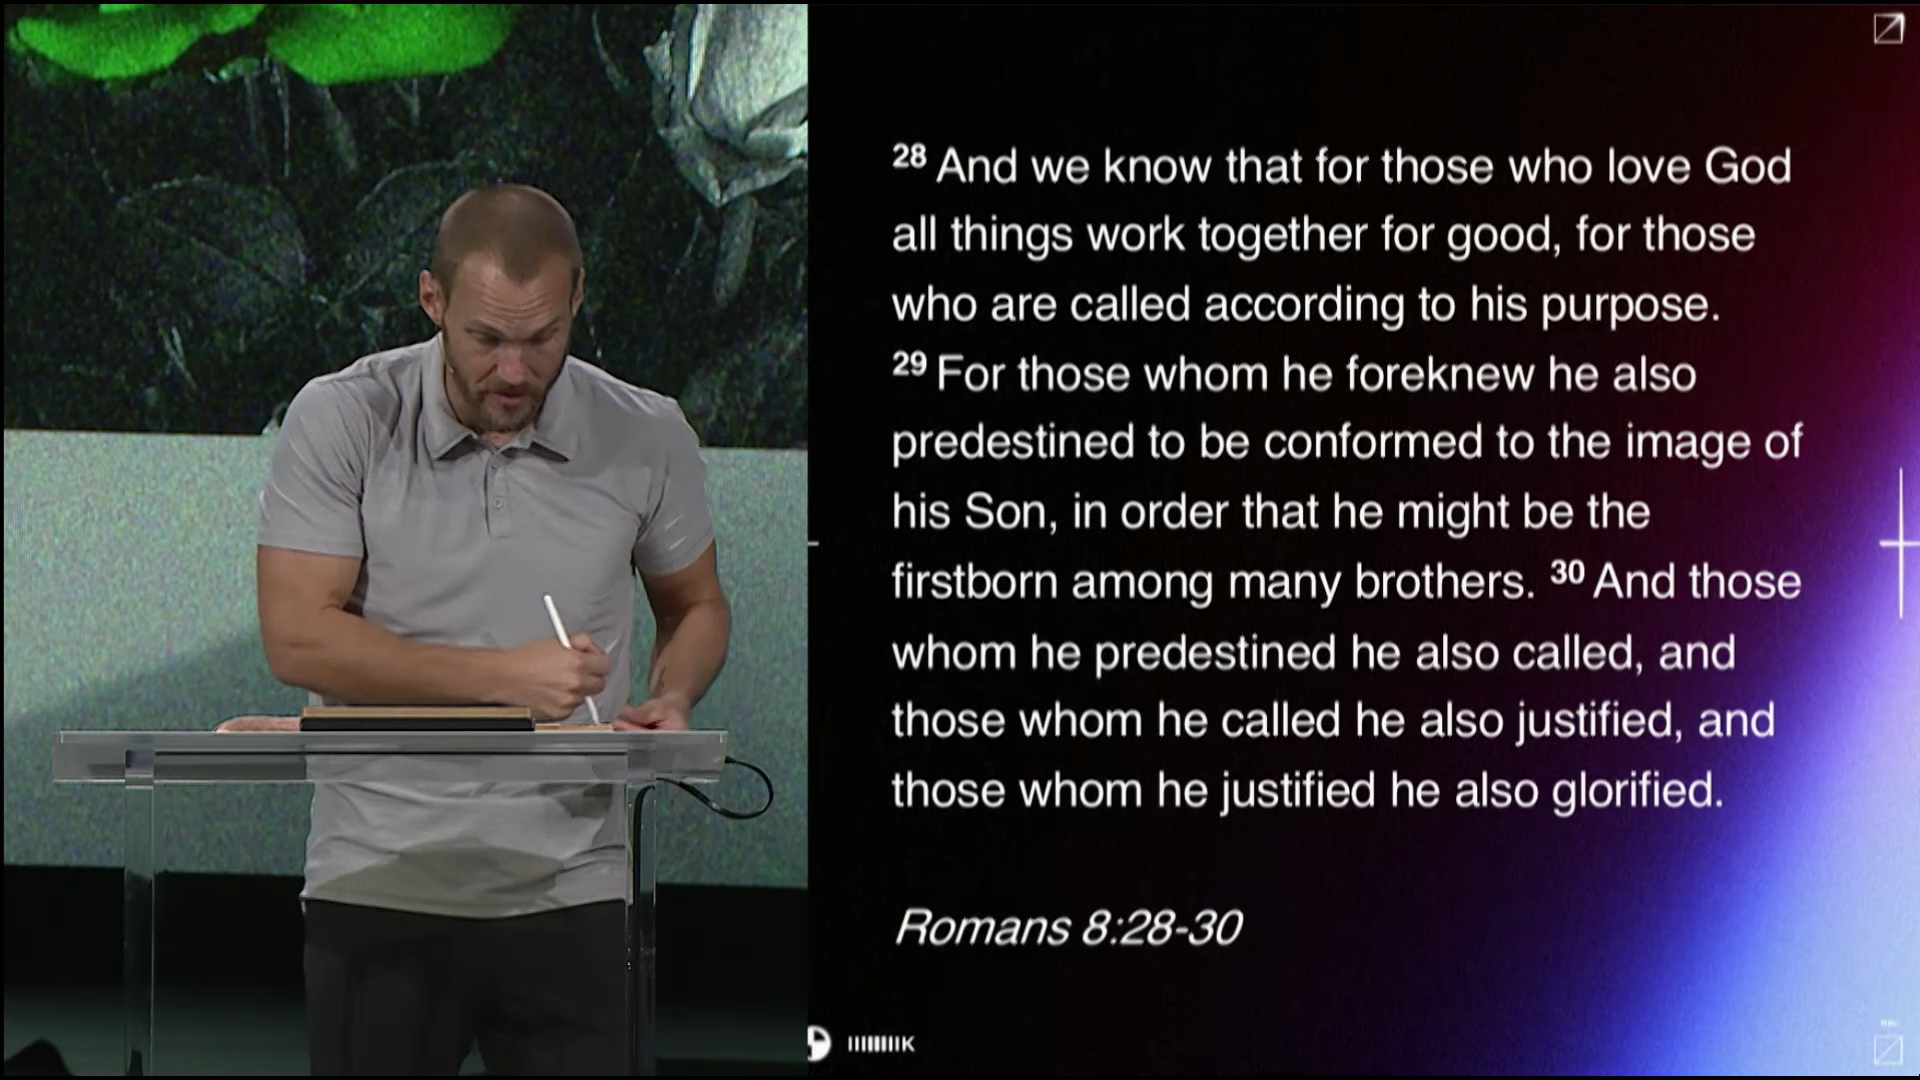 28 And we know that for those who love God
all things work together for good, for those
who are called according to his purpose.
29 For those whom he foreknew he also
predestined to be conformed to the image of
his Son, in order that he might be the
firstborn among many brothers. 30 And those
whom he predestined he also called, and
those whom he called he also justified, and
those whom he justified he also glorified.
Romans 8:28-30